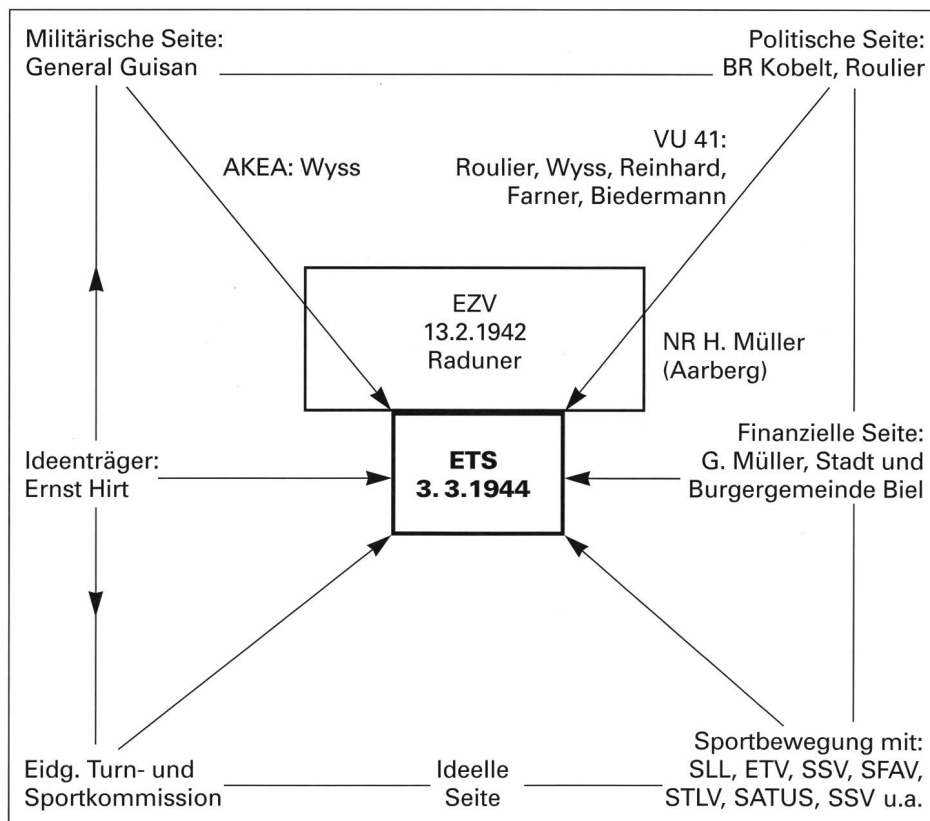 Militärische Seite:
General Guisan
Politische Seite:
BR Kobelt, Roulier
AKEA: Wyss
VU 41:
Roulier, Wyss, Reinhard,
Farner, Biedermann
EZV
13.2.1942
Raduner
NR H. Müller
(Aarberg)
Ideenträger:
Ernst Hirt
ETS
3. 3. 1944
Finanzielle Seite:
G. Müller, Stadt und
Burgergemeinde Biel
Eidg. Turn- und
Sportkommission
Ideelle
Seite
Sportbewegung mit:
SLL, ETV, SSV, SFAV,
STLV, SATUS, SSV u.a.